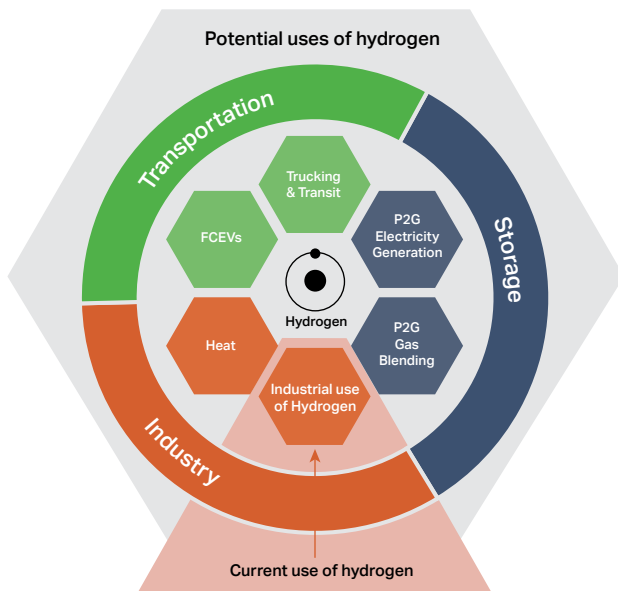 Potential uses of hydrogen
Transportation
Storage
Trucking
& Transit
FCEVs
P2G
Electricity
Generation
Hydrogen
Heat
P2G
Gas
Blending
Industrial use
of Hydrogen
Industry
Current use of hydrogen